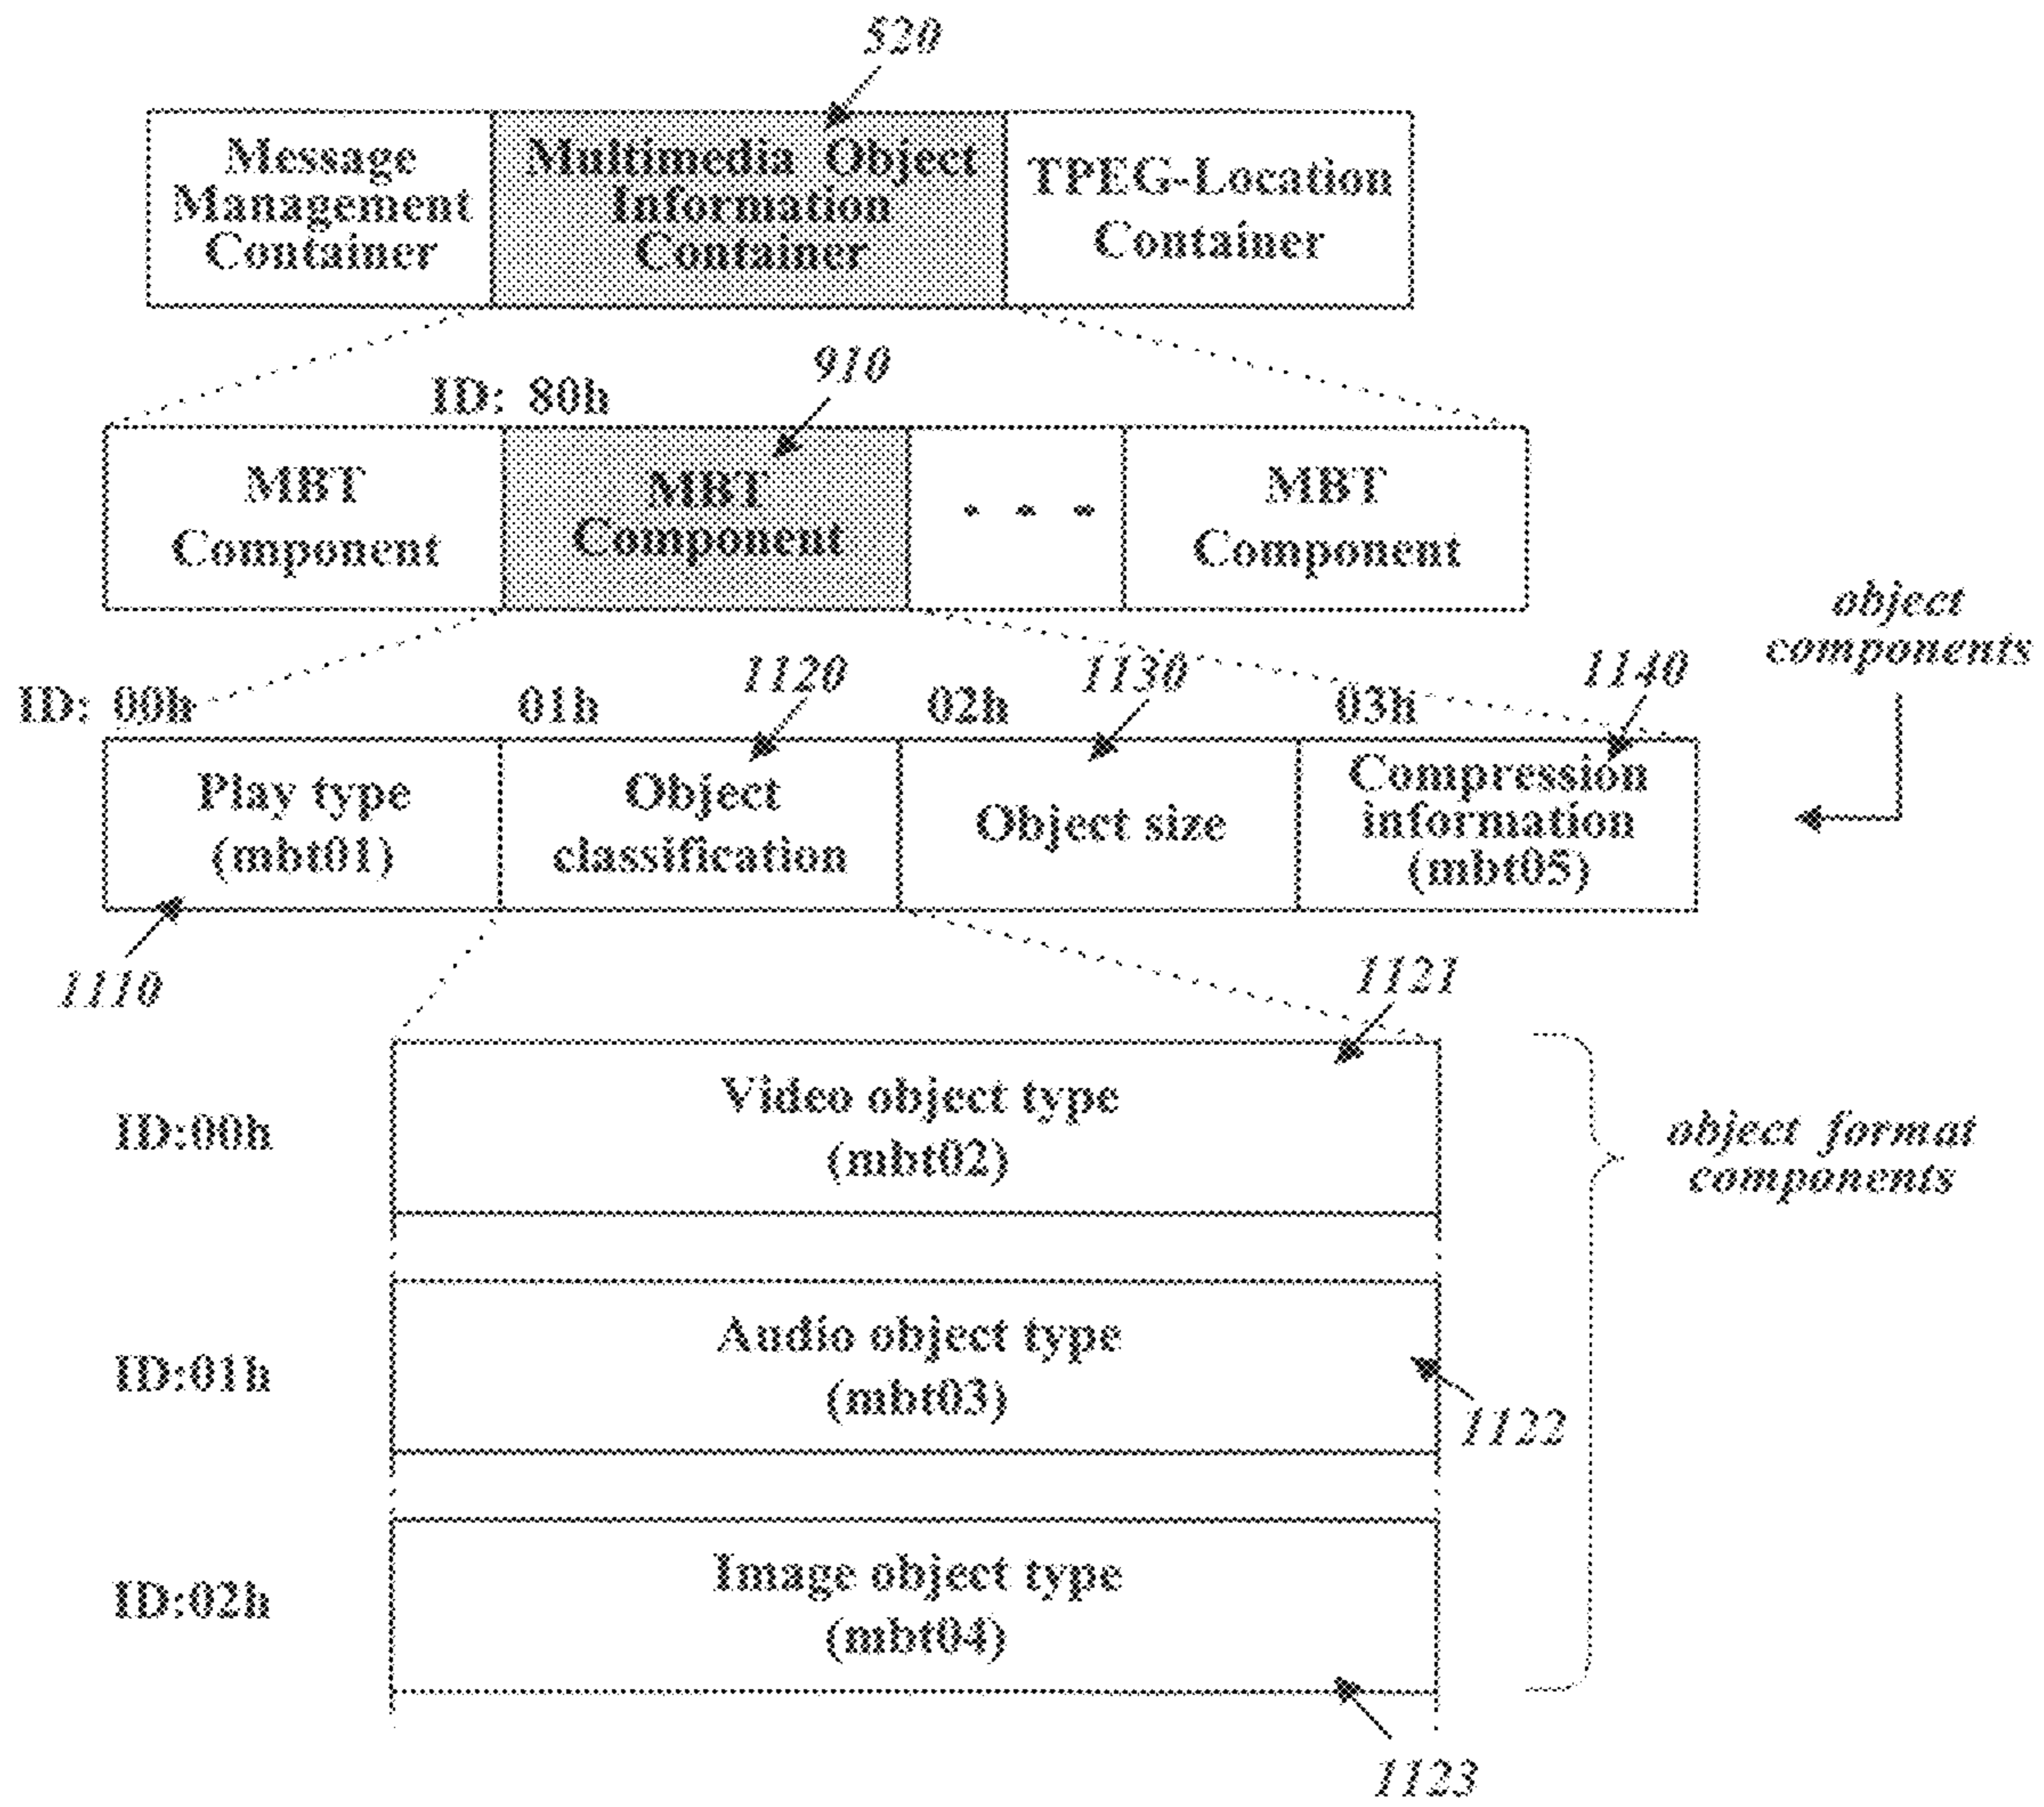 520
Message
Management
Container
Multimedia Object
Information
Container
TPEG-Location
Container
ID: 80h
910
MBT
Component
MBT
Component
. . .
MBT
Component
object
components
ID: 00h
01h
1120
02h
1130
03h
1140
Play type
(mbt01)
Object
classification
Object size
Compression
information
(mbt05)
1110
1121
ID:00h
Video object type
(mbt02)
object format
components
ID:01h
Audio object type
(mbt03)
1122
ID:02h
Image object type
(mbt04)
1123